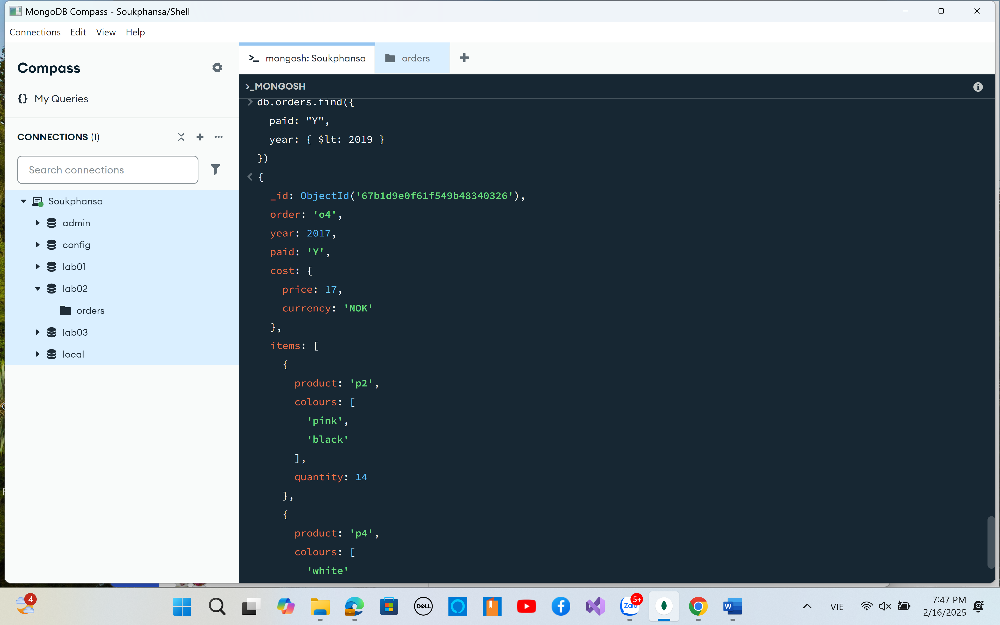 MongoDB Compass - Soukphansa/Shell
Connections Edit View Help
Compass
My Queries
CONNECTIONS (1)
Search connections
Soukphansa
admin
config
lab01
lab02
orders
lab03
local
>_ mongosh: Soukphansa
orders
>_MONGOSH
> db.orders.find({
paid: "Y",
year: { $lt: 2019 }
})
< {
_id: ObjectId('67b1d9e0f61f549b48340326'),
order: 'o4',
year: 2017,
paid: 'Y',
cost: {
price: 17,
currency: 'NOK'
},
items: [
{
product: 'p2',
colours: [
'pink',
'black'
],
quantity: 14
},
{
product: 'p4',
colours: [
'white'
4
DELL
Zalo
5+
W
VIE
7:47 PM
2/16/2025